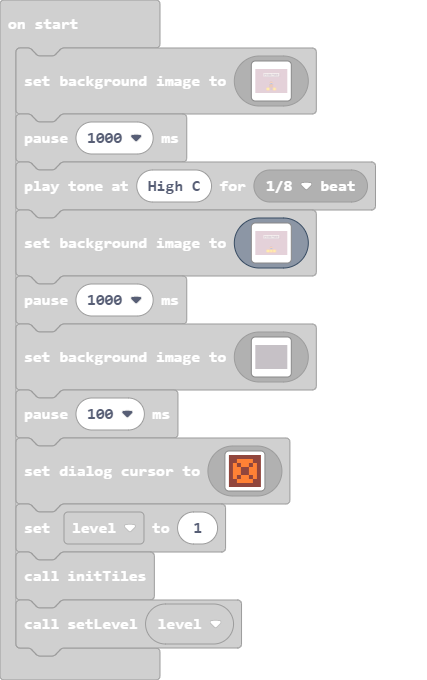 on start
set background image to
pause 1000 ms
play tone at High C for 1/8 beat
set background image to
pause 1000 ms
set background image to
pause 100 ms
set dialog cursor to
set level to 1
call initTiles
call setLevel level